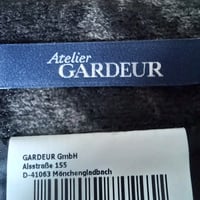 Atelier
GARDEUR
GARDEUR GmbH
Alsstraße 155
D-41063 Mönchengladbach